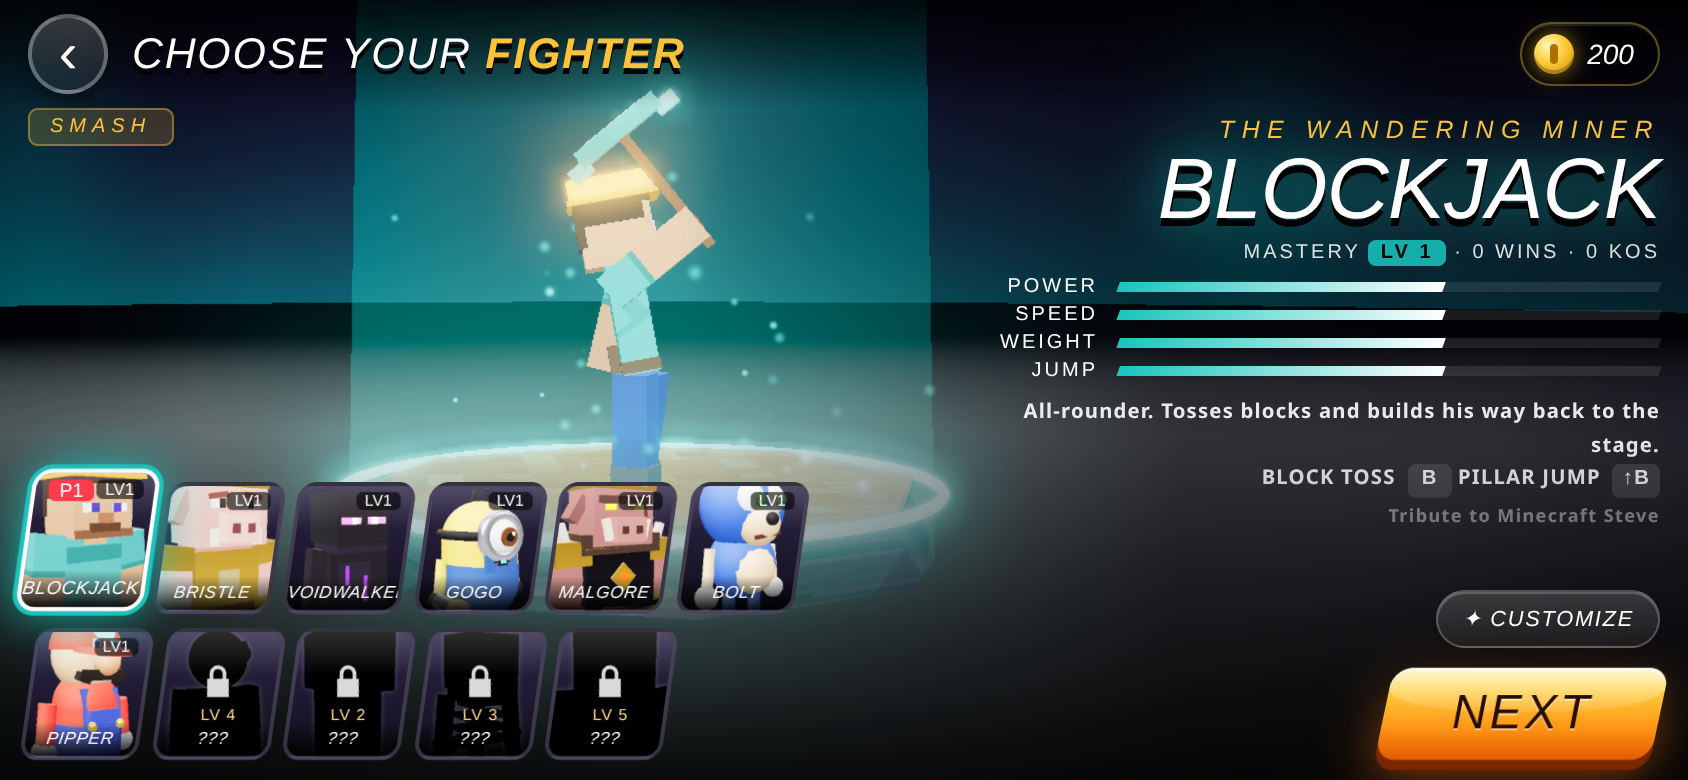 ‹ CHOOSE YOUR FIGHTER
200
SMASH
THE WANDERING MINER
BLOCKJACK
MASTERY LV 1 · 0 WINS · 0 KOS
POWER
SPEED
WEIGHT
JUMP
All-rounder. Tosses blocks and builds his way back to the
stage.
BLOCK TOSS B PILLAR JUMP ↑B
Tribute to Minecraft Steve
P1 LV1
BLOCKJACK
LV1
BRISTLE
LV1
VOIDWALKER
LV1
GOGO
LV1
MALGORE
LV1
BOLT
LV1
PIPPER
LV 4
???
LV 2
???
LV 3
???
LV 5
???
✦ CUSTOMIZE
NEXT